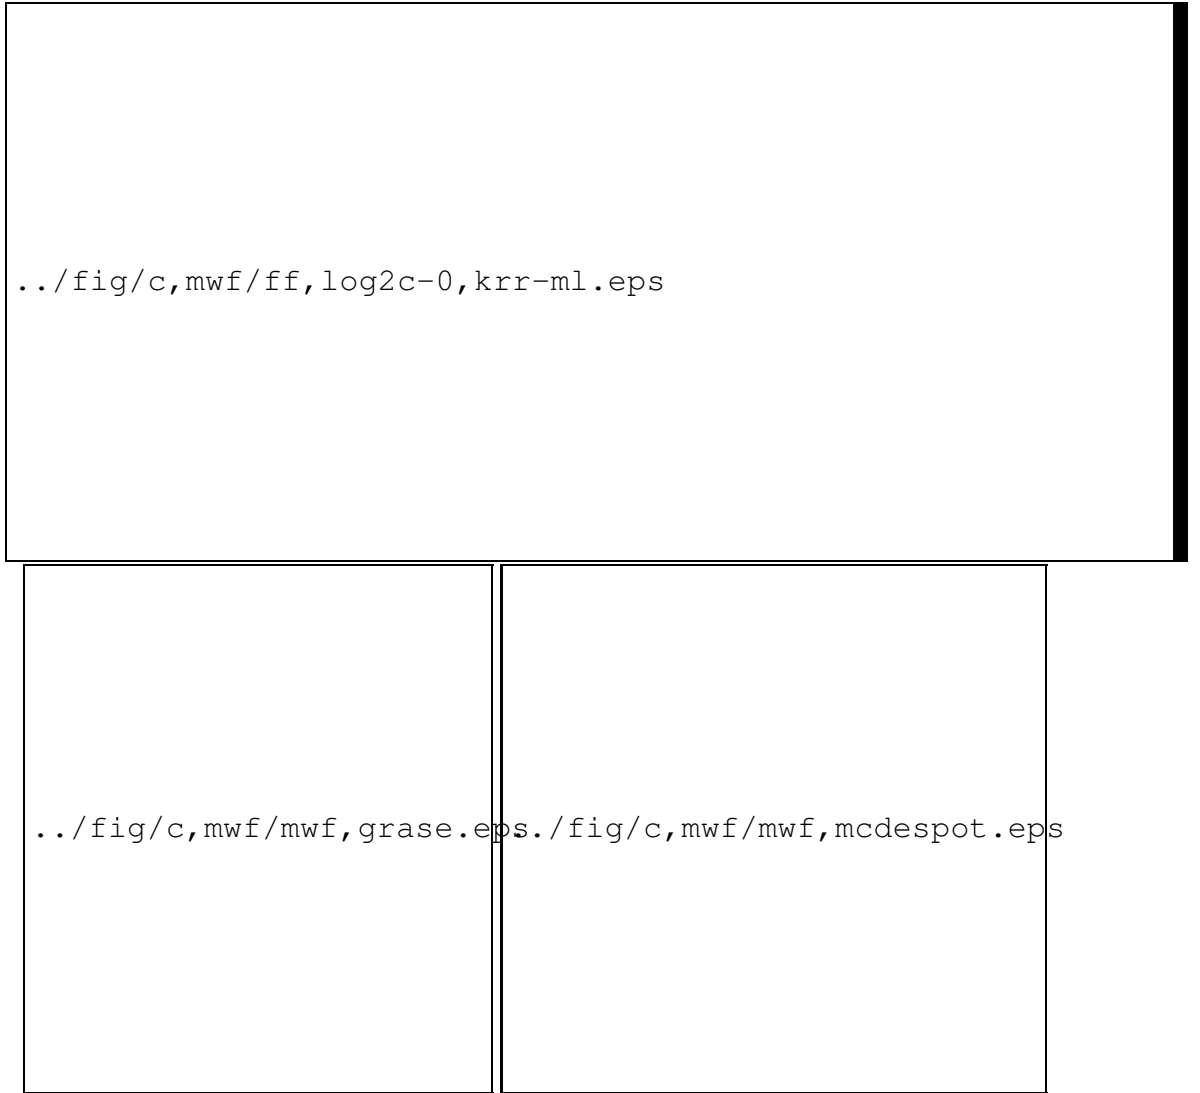 ../fig/c,mwf/ff,log2c-0,krr-ml.eps
../fig/c,mwf/mwf,grase.eps
../fig/c,mwf/mwf,mcdespot.eps